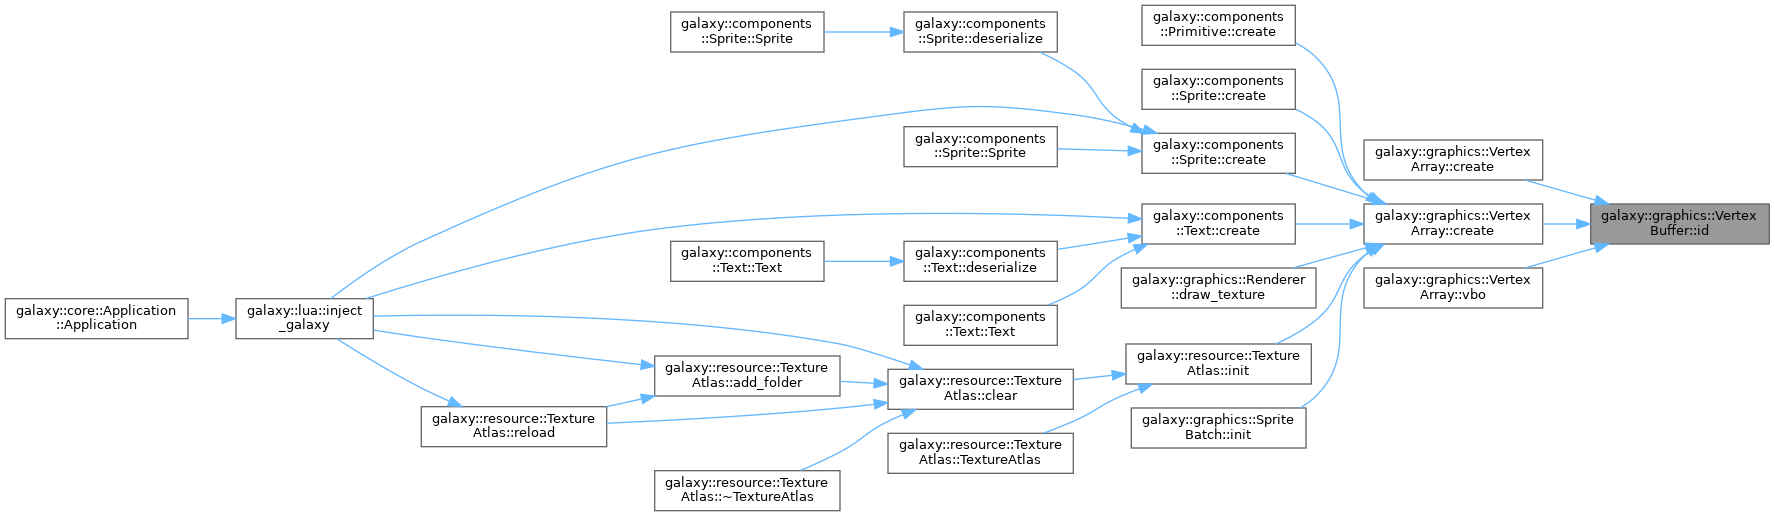 galaxy::components
::Sprite::Sprite
galaxy::components
::Sprite::deserialize
galaxy::components
::Primitive::create
galaxy::components
::Sprite::create
galaxy::components
::Sprite::Sprite
galaxy::components
::Sprite::create
galaxy::graphics::Vertex
Array::create
galaxy::components
::Text::create
galaxy::graphics::Vertex
Array::create
galaxy::graphics::Vertex
Buffer::id
galaxy::components
::Text::Text
galaxy::components
::Text::deserialize
galaxy::graphics::Renderer
::draw_texture
galaxy::graphics::Vertex
Array::vbo
galaxy::core::Application
::Application
galaxy::lua::inject
_galaxy
galaxy::components
::Text::Text
galaxy::resource::Texture
Atlas::add_folder
galaxy::resource::Texture
Atlas::clear
galaxy::resource::Texture
Atlas::init
galaxy::resource::Texture
Atlas::reload
galaxy::resource::Texture
Atlas::TextureAtlas
galaxy::graphics::Sprite
Batch::init
galaxy::resource::Texture
Atlas::~TextureAtlas